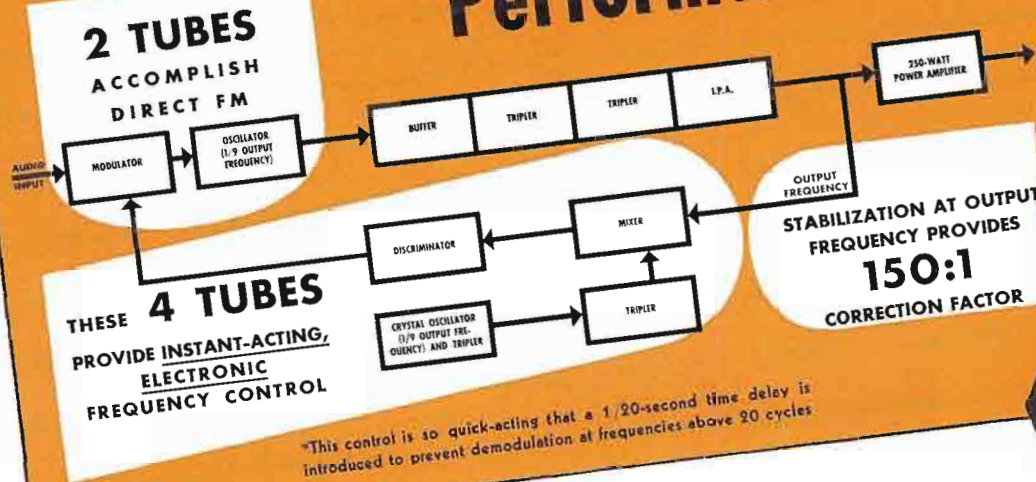 2 TUBES
ACCOMPLISH
DIRECT FM
AUDIO
INPUT
MODULATOR
OSCILLATOR
(1/9 OUTPUT
FREQUENCY)
BUFFER
TRIPLER
TRIPLER
I.P.A.
250-WATT
POWER AMPLIFIER
OUTPUT
FREQUENCY
MIXER
DISCRIMINATOR
CRYSTAL OSCILLATOR
(1/9 OUTPUT FRE-
QUENCY) AND TRIPLER
TRIPLER
STABILIZATION AT OUTPUT
FREQUENCY PROVIDES
150:1
CORRECTION FACTOR
THESE 4 TUBES
PROVIDE INSTANT-ACTING,
ELECTRONIC
FREQUENCY CONTROL
*This control is so quick-acting that a 1/20-second time delay is
introduced to prevent demodulation at frequencies above 20 cycles